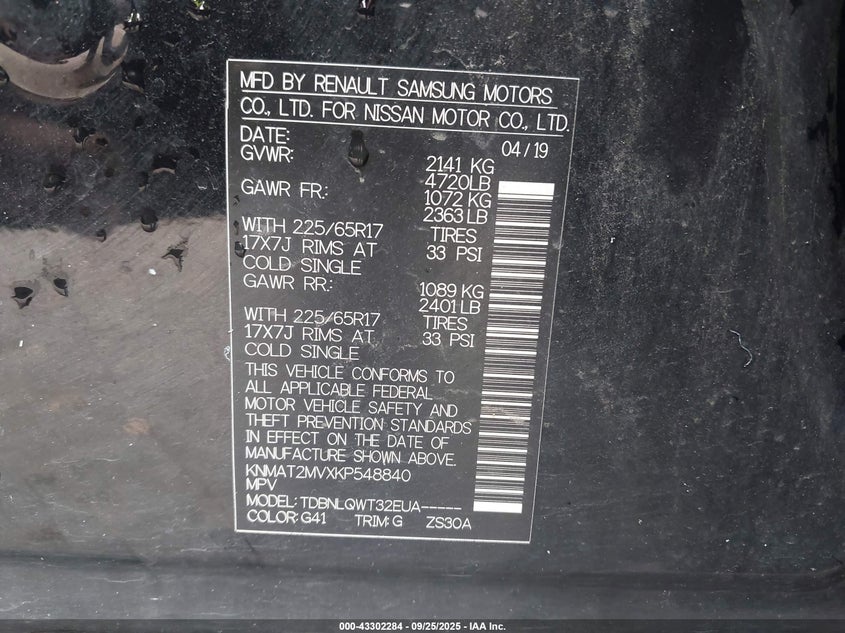 MFD BY RENAULT SAMSUNG MOTORS
CO., LTD. FOR NISSAN MOTOR CO., LTD.
DATE: 04/19
GVWR: 2141 KG
4720LB
GAWR FR: 1072 KG
2363 LB
WITH 225/65R17 TIRES
17X7J RIMS AT 33 PSI
COLD SINGLE
GAWR RR: 1089 KG
2401 LB
WITH 225/65R17 TIRES
17X7J RIMS AT 33 PSI
COLD SINGLE
THIS VEHICLE CONFORMS TO
ALL APPLICABLE FEDERAL
MOTOR VEHICLE SAFETY AND
THEFT PREVENTION STANDARDS
IN EFFECT ON THE DATE OF
MANUFACTURE SHOWN ABOVE.
KNMAT2MVXKP548840
MPV
MODEL: TDBNLQWT32EUA-----
COLOR: G41 TRIM: G ZS30A
000-43302284 - 09/25/2025 - IAA Inc.